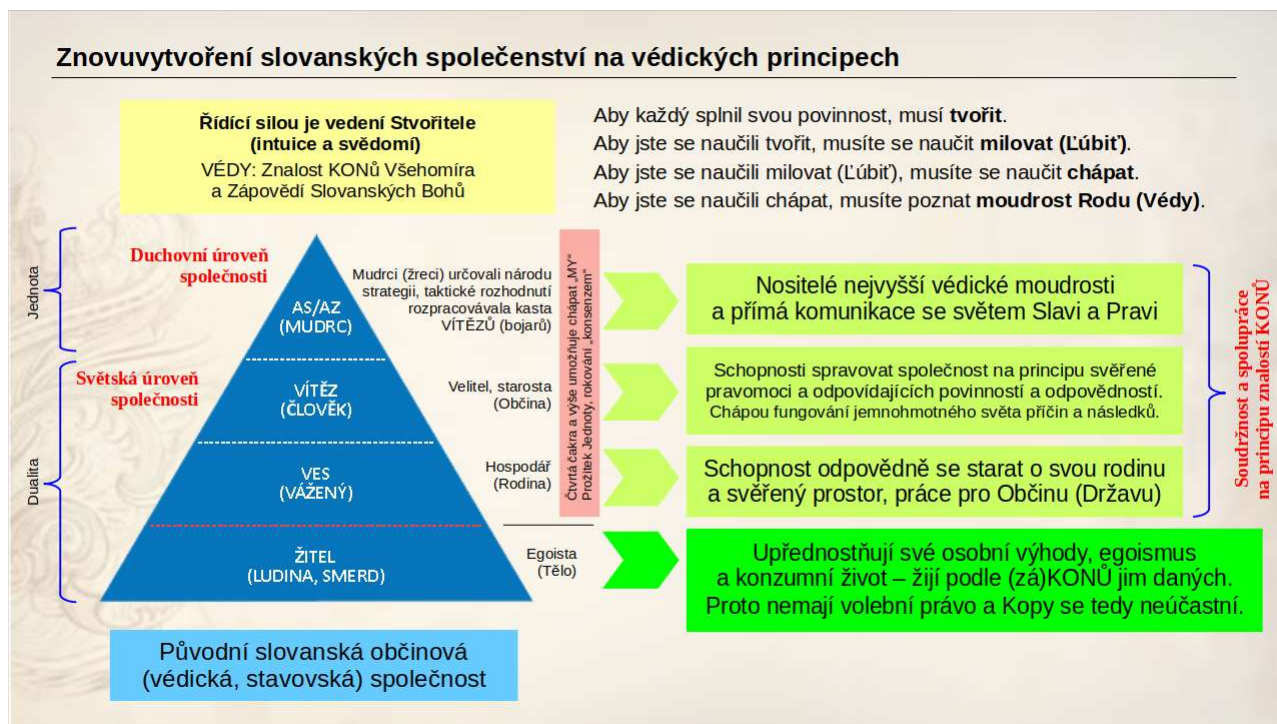 Znovuvytvoření slovanských společenství na védických principech
Řídící silou je vedení Stvořitele
(intuice a svědomí)
VÉDY: Znalost KONů Všehomíra
a Zápovědí Slovanských Bohů
Aby každý splnil svou povinnost, musí tvořit.
Aby jste se naučili tvořit, musíte se naučit milovat (Ľúbiť).
Aby jste se naučili milovat (Ľúbiť), musíte se naučit chápat.
Aby jste se naučili chápat, musíte poznat moudrost Rodu (Védy).
Jednota
Duchovní úroveň
společnosti
AS/AZ
(MUDRC)
Mudrci (žreci) určovali národu
strategii, taktické rozhodnutí
rozpracovávala kasta
VÍTĚZŮ (bojarů)
Čtvrtá čakra a výše umožňuje chápat „MY“
Prožitek Jednoty, rokování „konsenzem“
Nositelé nejvyšší védické moudrosti
a přímá komunikace se světem Slavi a Pravi
Dualita
Světská úroveň
společnosti
VÍTĚZ
(ČLOVĚK)
Velitel, starosta
(Občina)
Schopnosti spravovat společnost na principu svěřené
pravomoci a odpovídajících povinností a odpovědností.
Chápou fungování jemnohmotného světa příčin a následků.
VES
(VÁŽENÝ)
Hospodář
(Rodina)
Schopnost odpovědně se starat o svou rodinu
a svěřený prostor, práce pro Občinu (Državu)
Soudržnost a spolupráce
na principu znalostí KONŮ
ŽITEL
(LUDINA, SMERD)
Egoista
(Tělo)
Upřednostňují své osobní výhody, egoismus
a konzumní život – žijí podle (zá)KONŮ jim daných.
Proto nemají volební právo a Kopy se tedy neúčastní.
Původní slovanská občinová
(védická, stavovská) společnost